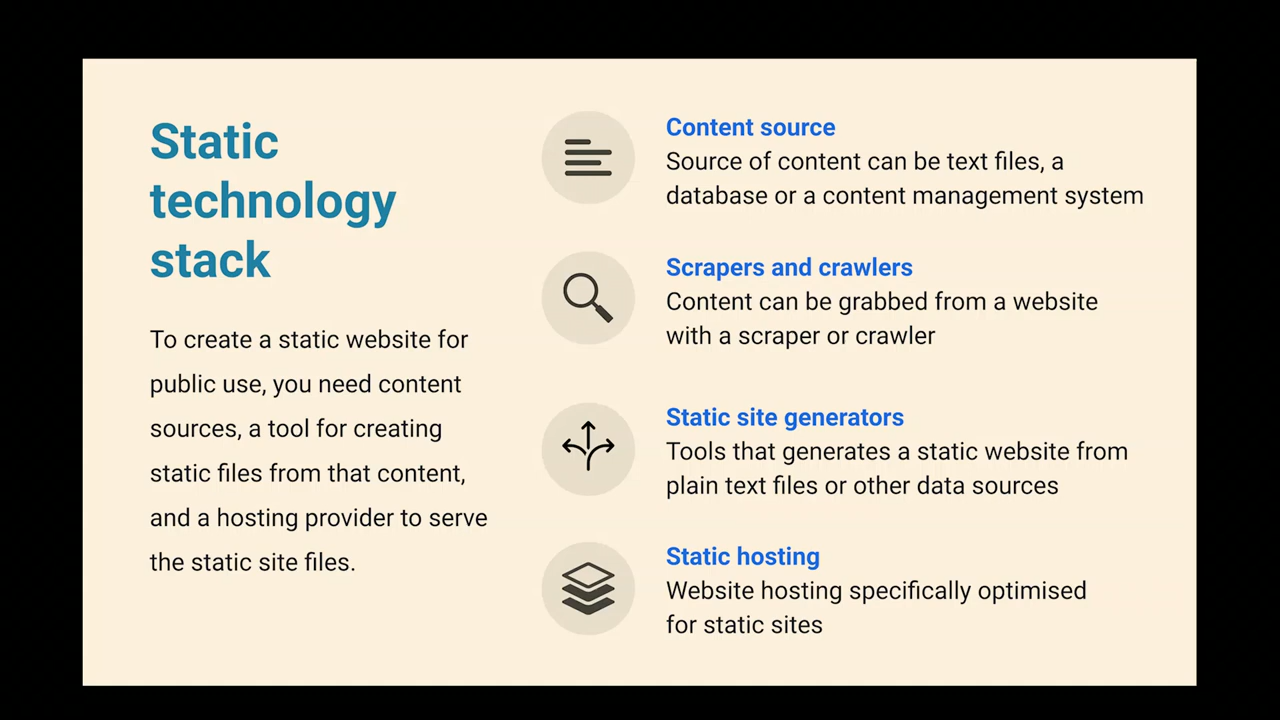 Static
technology
stack
To create a static website for
public use, you need content
sources, a tool for creating
static files from that content,
and a hosting provider to serve
the static site files.
Content source
Source of content can be text files, a
database or a content management system
Scrapers and crawlers
Content can be grabbed from a website
with a scraper or crawler
Static site generators
Tools that generates a static website from
plain text files or other data sources
Static hosting
Website hosting specifically optimised
for static sites